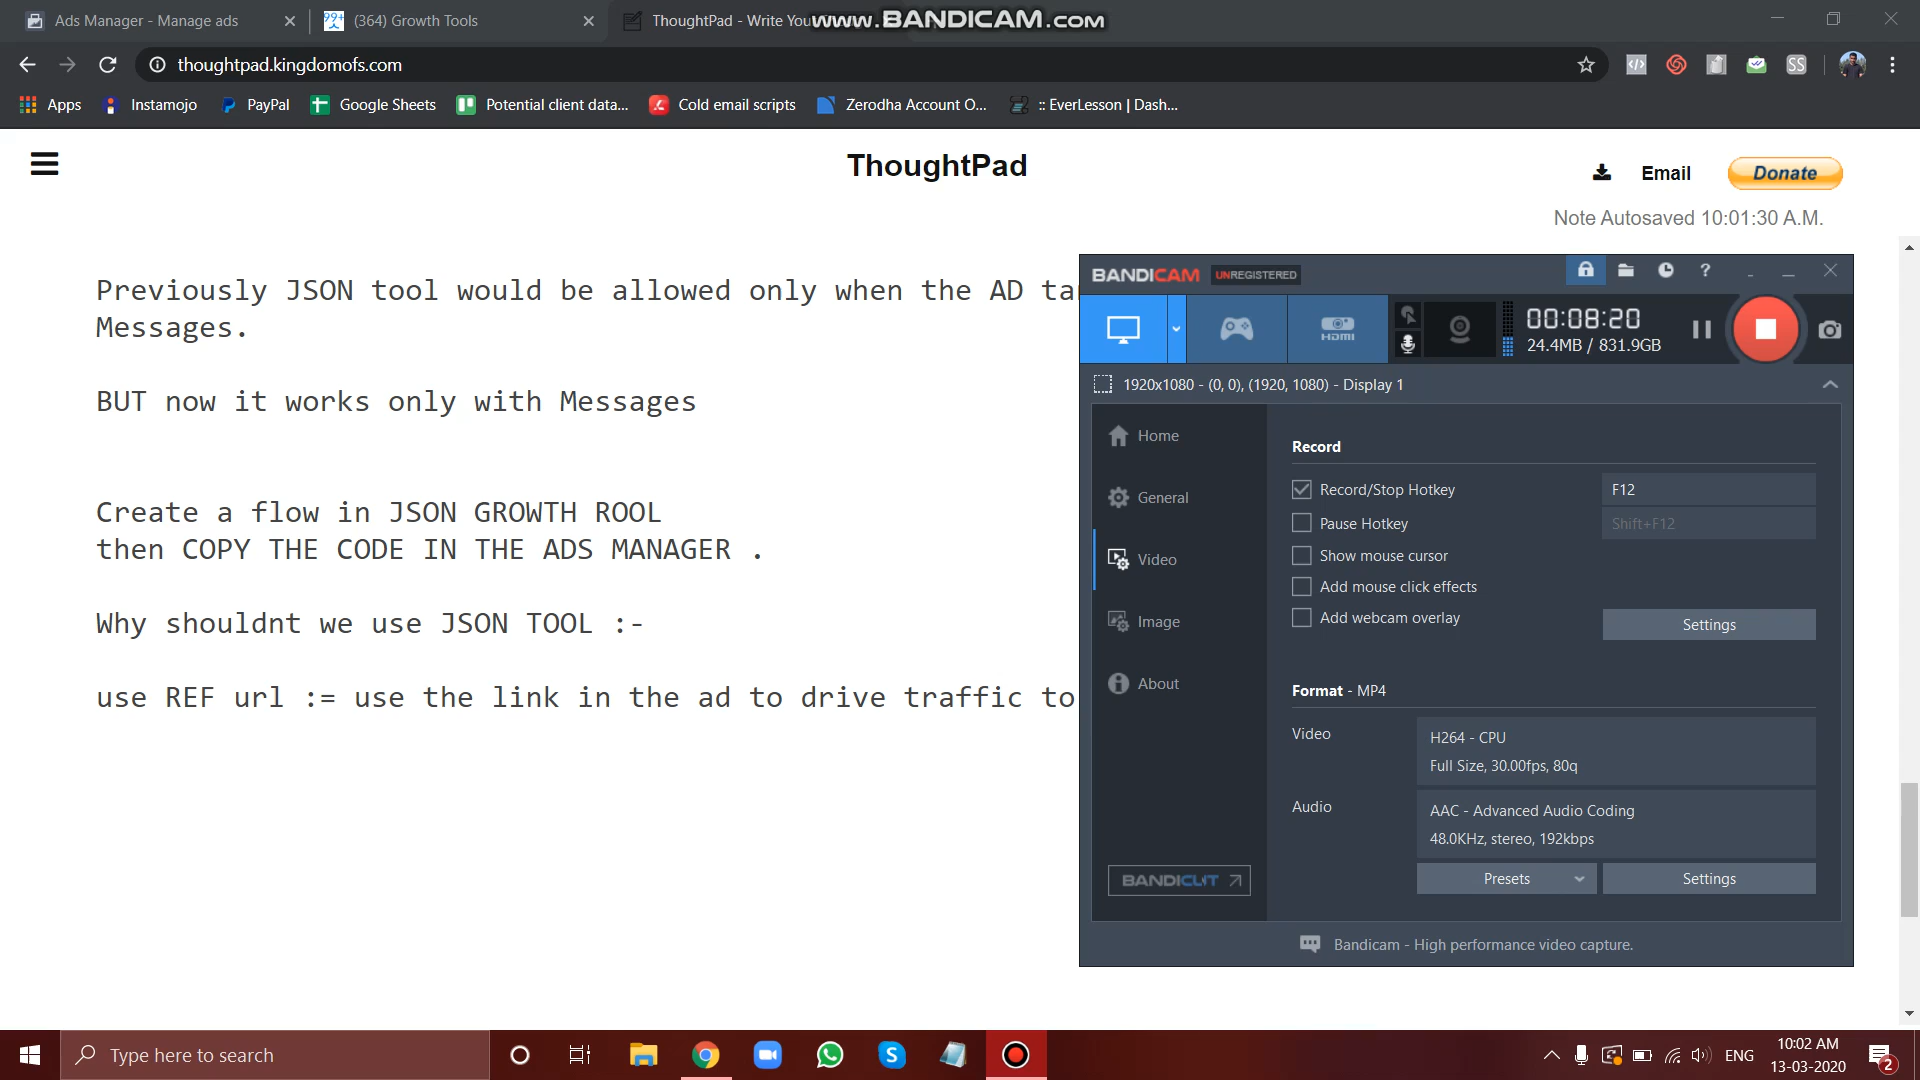 Ads Manager - Manage ads
(364) Growth Tools
ThoughtPad - Write You
www.BANDICAM.com
thoughtpad.kingdomofs.com
SS
Apps
Instamojo
PayPal
Google Sheets
Potential client data...
Cold email scripts
Zerodha Account O...
:: EverLesson | Dash...
ThoughtPad
Email
Donate
Note Autosaved 10:01:30 A.M.
Previously JSON tool would be allowed only when the AD
Messages.
BUT now it works only with Messages
Create a flow in JSON GROWTH ROOL
then COPY THE CODE IN THE ADS MANAGER .
Why shouldnt we use JSON TOOL :-
use REF url := use the link in the ad to drive traffic to
BANDICAM UNREGISTERED
HDMI
00:08:20
24.4MB / 831.9GB
1920x1080 - (0, 0), (1920, 1080) - Display 1
Home
General
Video
Image
About
BANDICUT
Record
Record/Stop Hotkey
F12
Pause Hotkey
Shift+F12
Show mouse cursor
Add mouse click effects
Add webcam overlay
Settings
Format - MP4
Video
H264 - CPU
Full Size, 30.00fps, 80q
Audio
AAC - Advanced Audio Coding
48.0KHz, stereo, 192kbps
Presets
Settings
Bandicam - High performance video capture.
Type here to search
ENG
10:02 AM
13-03-2020
2